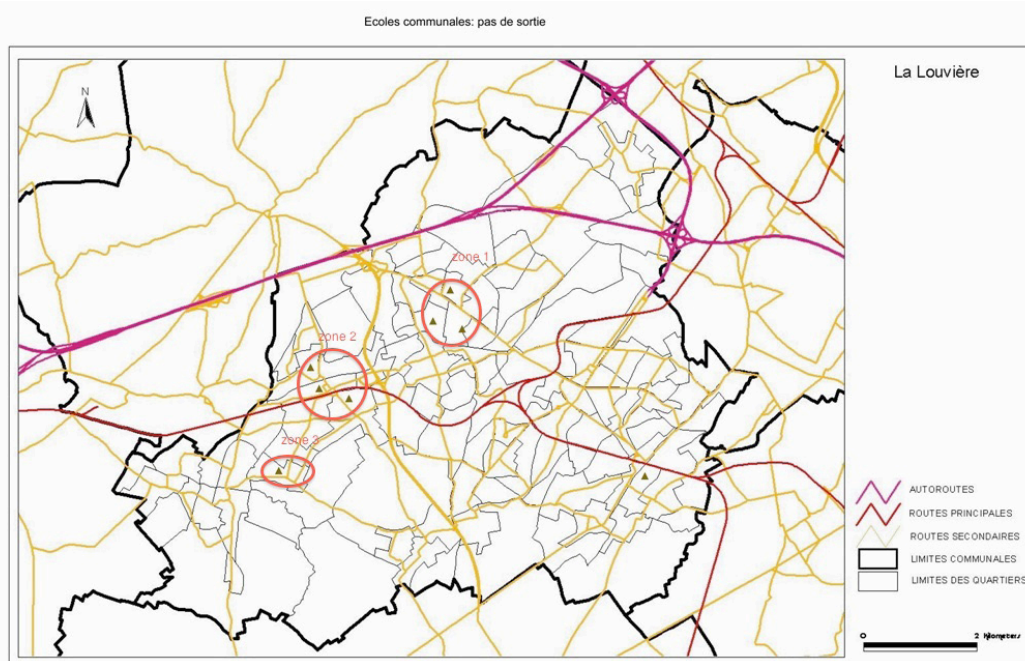 Ecoles communales: pas de sortie
La Louvière
N
zone 1
zone 2
zone 3
AUTOROUTES
ROUTES PRINCIPALES
ROUTES SECONDAIRES
LIMITES COMMUNALES
LIMITES DES QUARTIERS
0 2